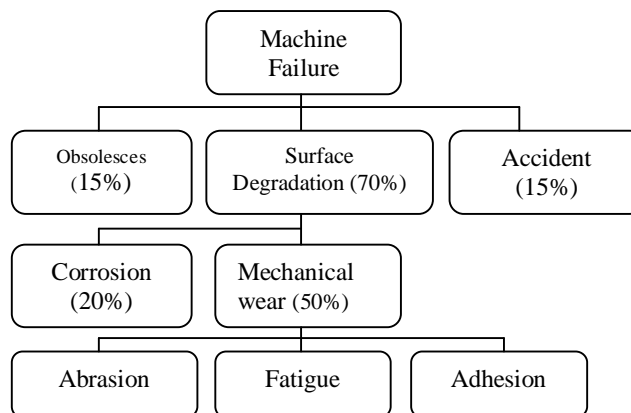 Machine
Failure
Obsolesces
(15%)
Surface
Degradation (70%)
Accident
(15%)
Corrosion
(20%)
Mechanical
wear (50%)
Abrasion
Fatigue
Adhesion